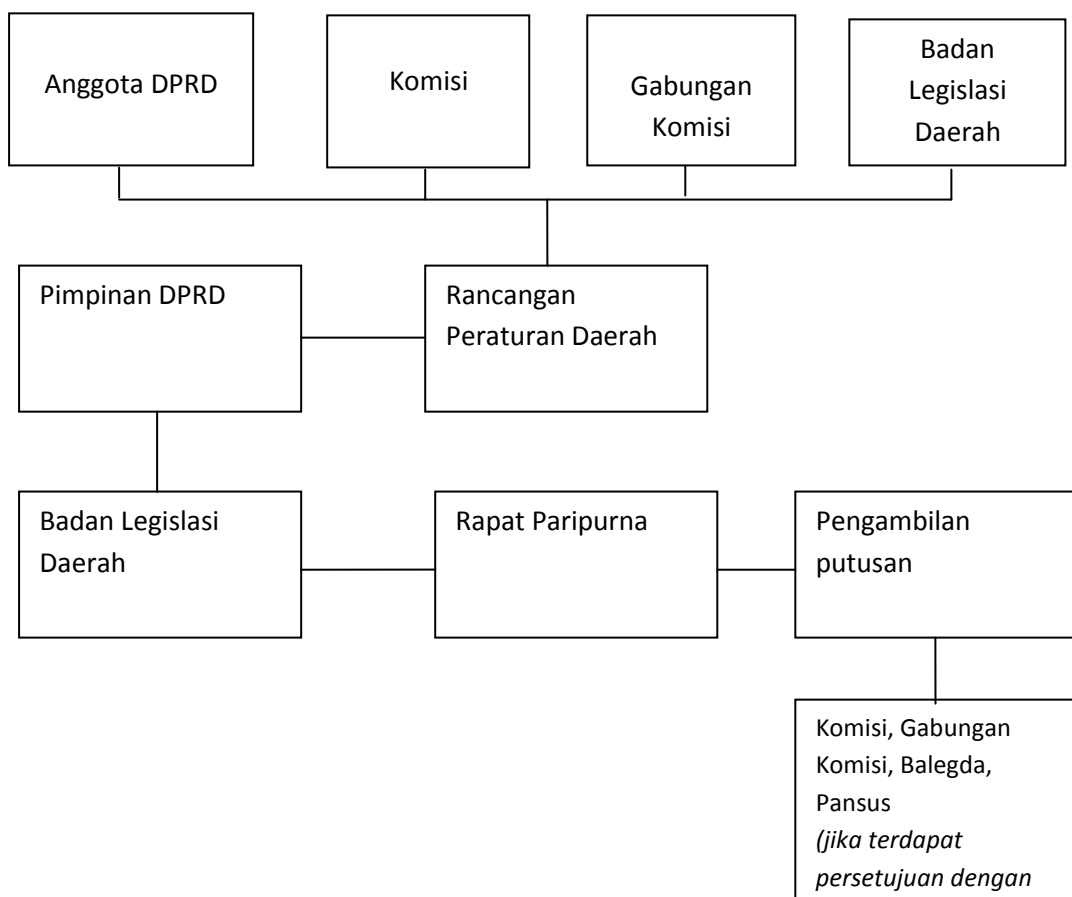 Anggota DPRD
Komisi
Gabungan
Komisi
Badan
Legislasi
Daerah
Pimpinan DPRD
Rancangan
Peraturan Daerah
Badan Legislasi
Daerah
Rapat Paripurna
Pengambilan
putusan
Komisi, Gabungan
Komisi, Balegda,
Pansus
(jika terdapat
persetujuan dengan